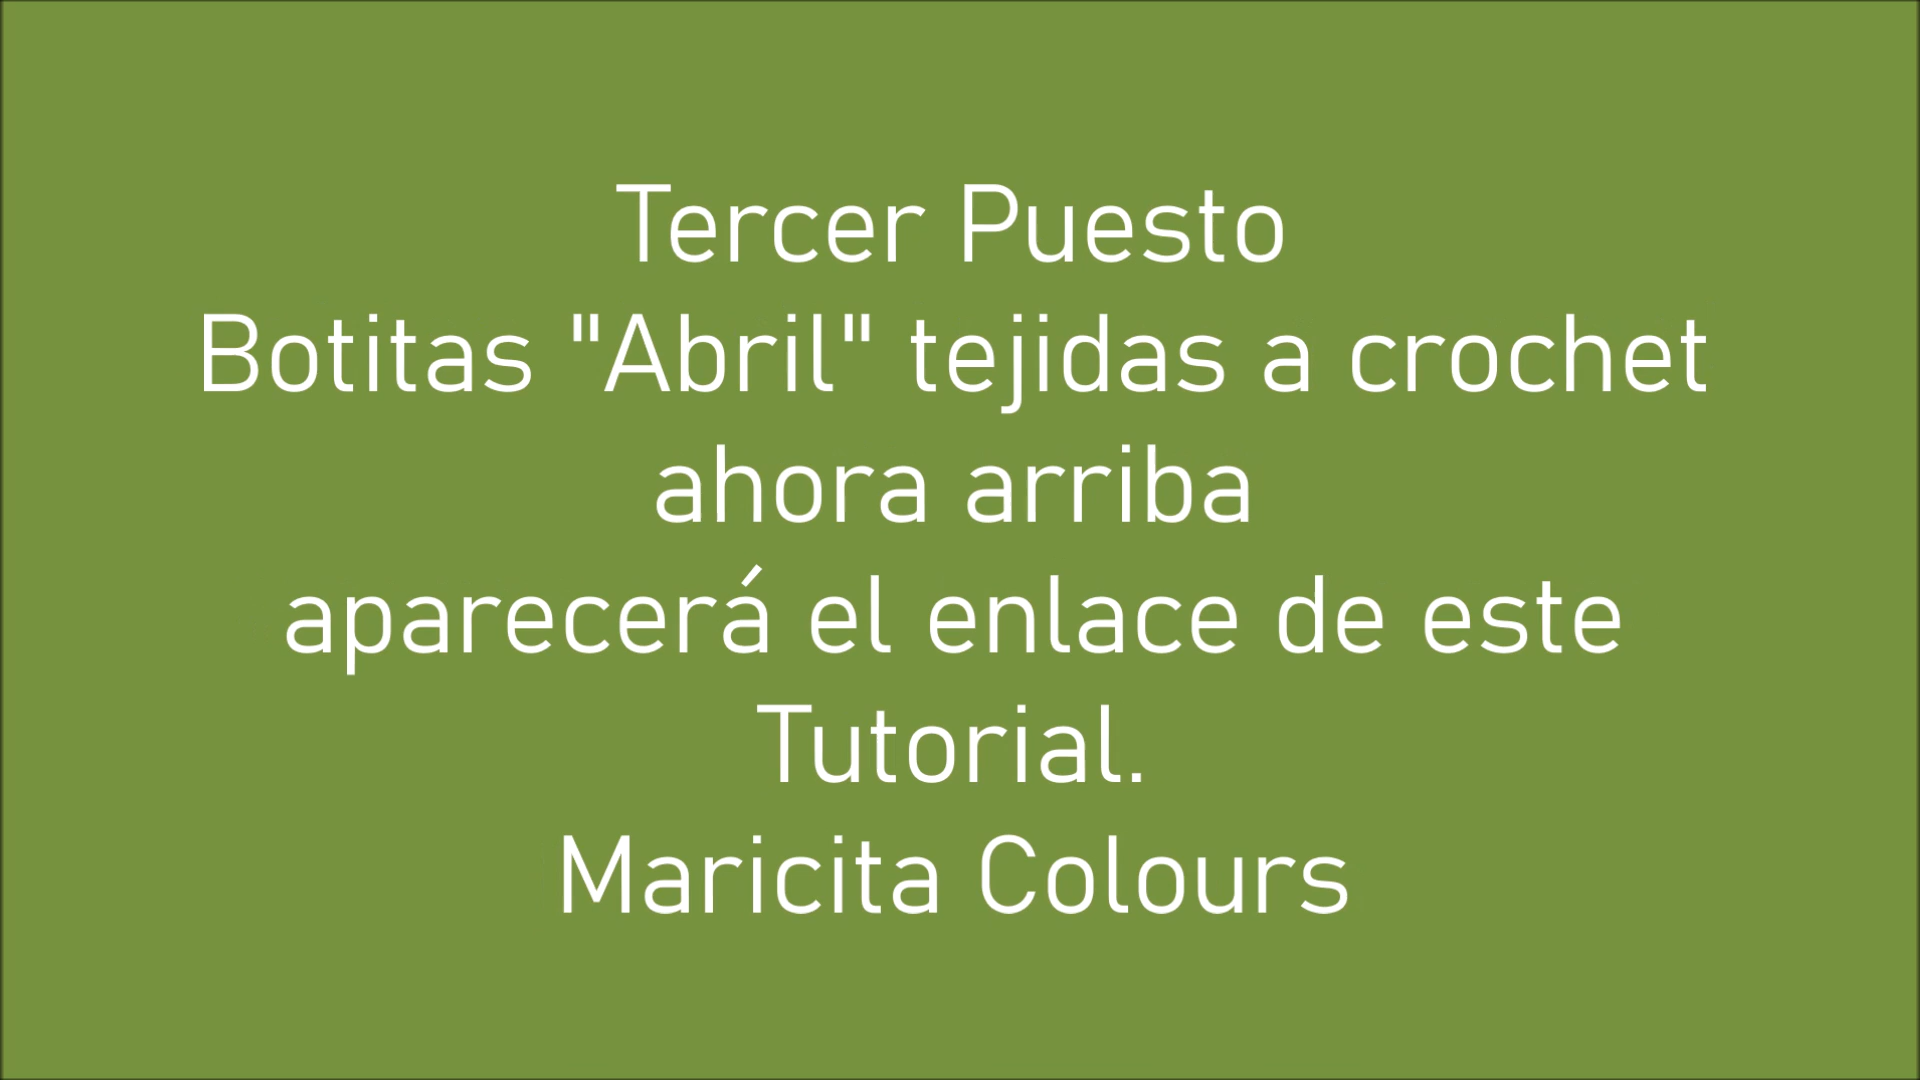 Tercer Puesto
Botitas "Abril" tejidas a crochet
ahora arriba
aparecerá el enlace de este
Tutorial.
Maricita Colours